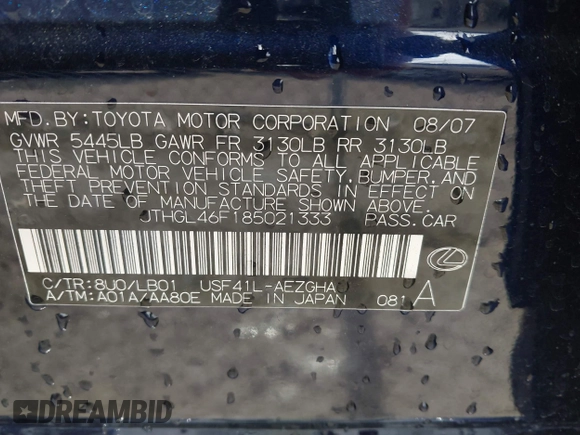 MFD.BY:TOYOTA MOTOR CORPORATION 08/07
GVWR 5445LB GAWR FR 3130LB RR 3130LB
THIS VEHICLE CONFORMS TO ALL APPLICABLE
FEDERAL MOTOR VEHICLE SAFETY, BUMPER, AND
THEFT PREVENTION STANDARDS IN EFFECT ON
THE DATE OF MANUFACTURE SHOWN ABOVE.
JTHGL46F185021333 PASS.CAR
C/TR:8U0/LB01 USF41L-AEZGHA
A/TM:A01A/AA80E MADE IN JAPAN 081 A
DREAMBID